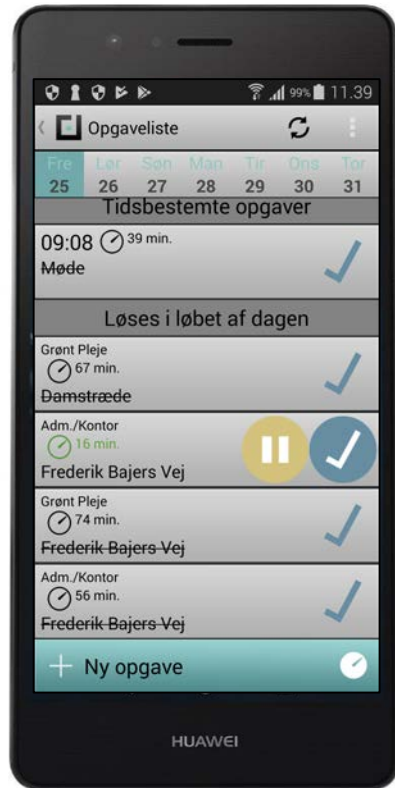 99% 11.39
Opgaveliste
Fre Lør Søn Man Tir Ons Tor
25 26 27 28 29 30 31
Tidsbestemte opgaver
09:08 39 min.
Møde
Løses i løbet af dagen
Grønt Pleje
67 min.
Damstræde
Adm./Kontor
16 min.
Frederik Bajers Vej
Grønt Pleje
74 min.
Frederik Bajers Vej
Adm./Kontor
56 min.
Frederik Bajers Vej
Ny opgave
HUAWEI